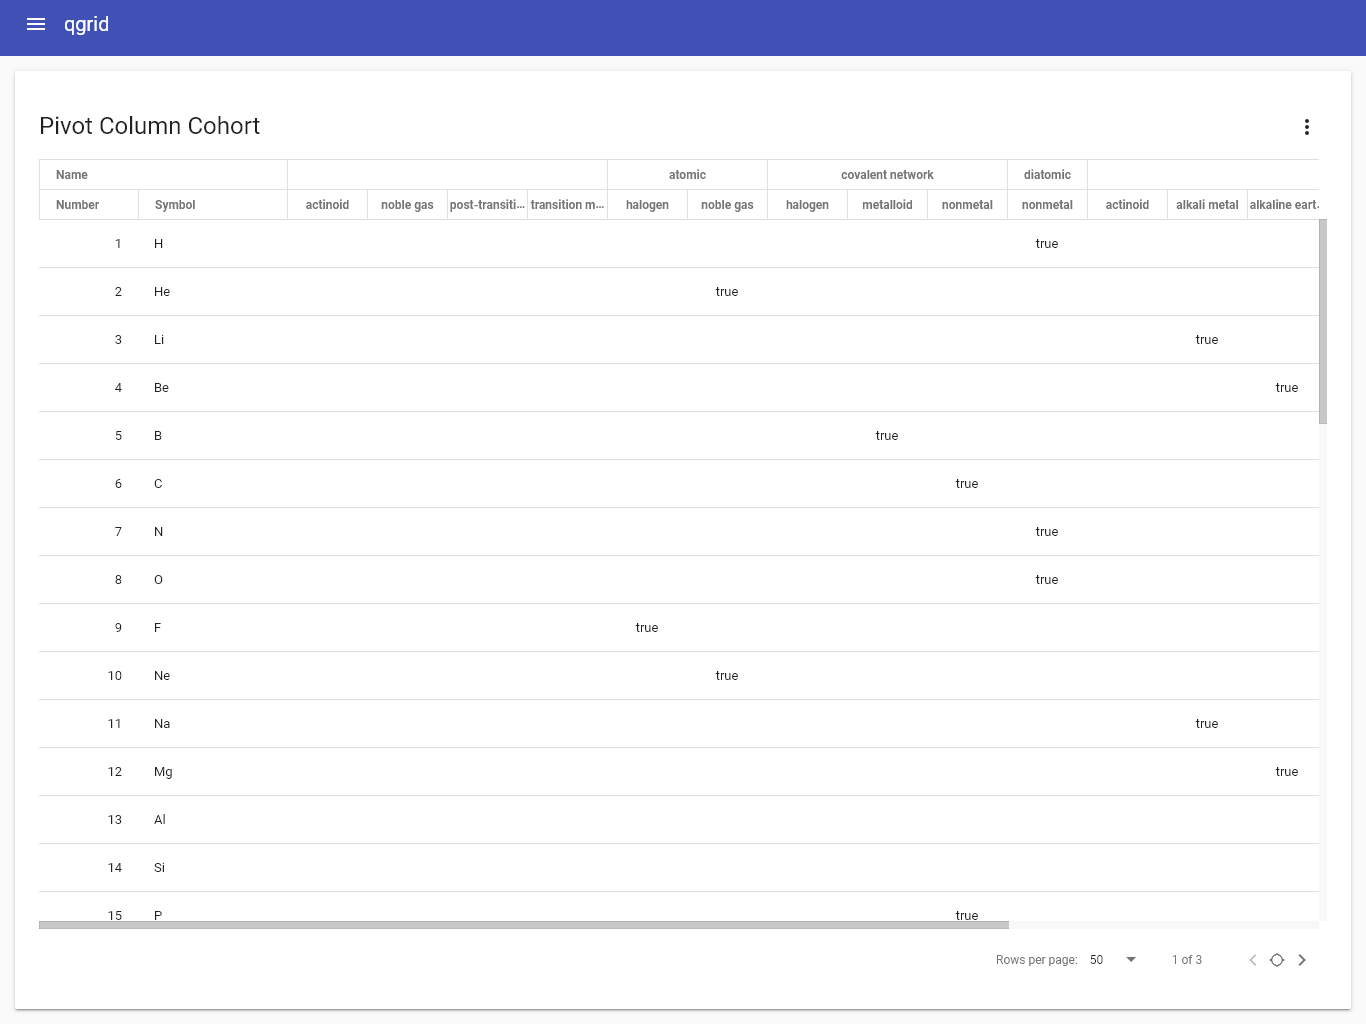 qgrid
Pivot Column Cohort
Name atomic covalent network diatomic
Number Symbol actinoid noble gas post-transiti... transition m... halogen noble gas halogen metalloid nonmetal nonmetal actinoid alkali metal alkaline eart.
1 H true
2 He true
3 Li true
4 Be true
5 B true
6 C true
7 N true
8 O true
9 F true
10 Ne true
11 Na true
12 Mg true
13 Al
14 Si
15 P true
Rows per page: 50 1 of 3